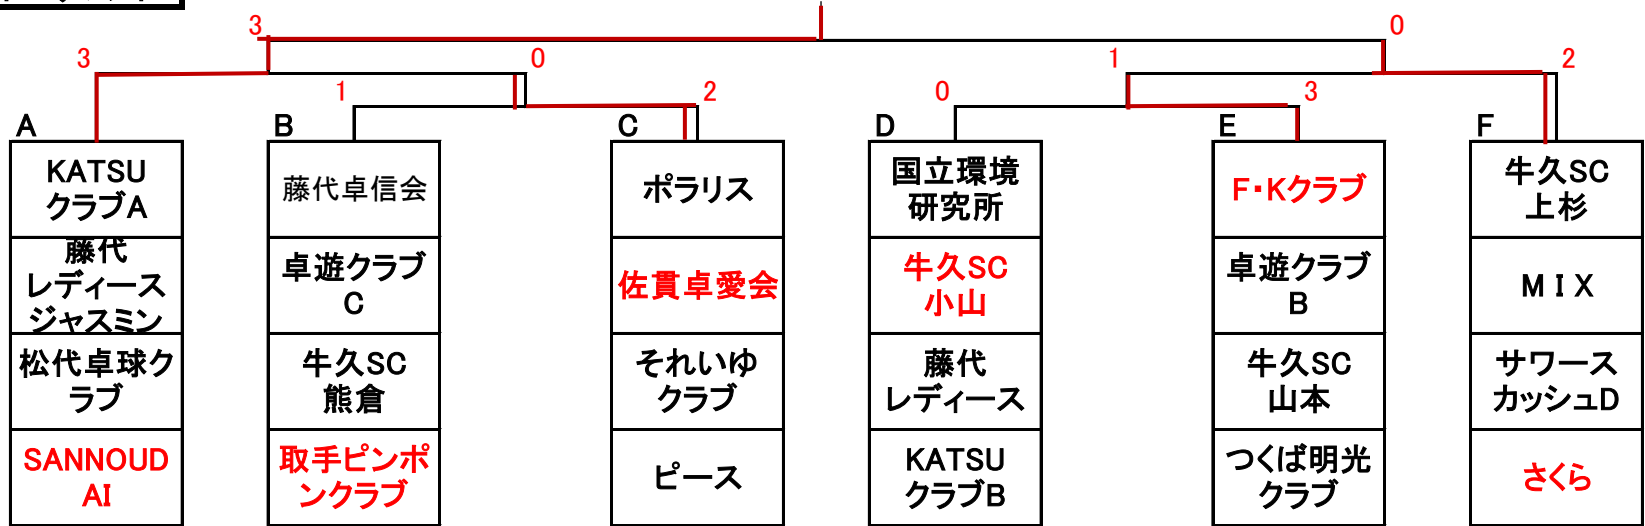 3
0
3
0
1
2
1
2
0
3
A
B
C
D
E
F
KATSU
クラブA
藤代卓信会
ポラリス
国立環境
研究所
F・Kクラブ
牛久SC
上杉
藤代
レディース
ジャスミン
卓遊クラブ
C
佐貫卓愛会
牛久SC
小山
卓遊クラブ
B
ＭＩＸ
松代卓球ク
ラブ
牛久SC
熊倉
それいゆ
クラブ
藤代
レディース
牛久SC
山本
サワース
カッシュD
SANNOUD
AI
取手ピンポ
ンクラブ
ピース
KATSU
クラブB
つくば明光
クラブ
さくら